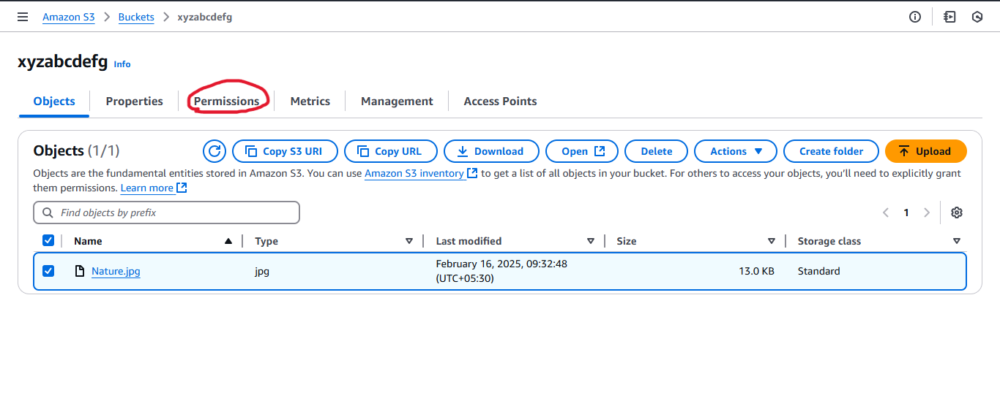 Amazon S3 > Buckets > xyzabcdefg
xyzabcdefg Info
Objects Properties Permissions Metrics Management Access Points
Objects (1/1) Copy S3 URI Copy URL Download Open Delete Actions Create folder Upload
Objects are the fundamental entities stored in Amazon S3. You can use Amazon S3 inventory to get a list of all objects in your bucket. For others to access your objects, you’ll need to explicitly grant
them permissions. Learn more
Find objects by prefix
1
Name Type Last modified Size Storage class
Nature.jpg jpg February 16, 2025, 09:32:48 (UTC+05:30) 13.0 KB Standard